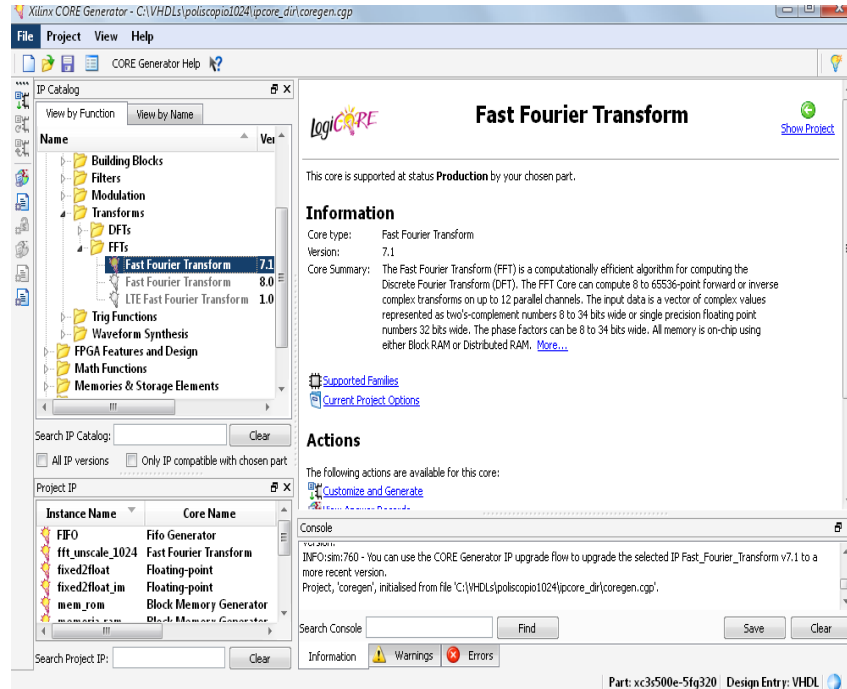 Xilinx CORE Generator - C:\VHDLs\poliscopio1024\ipcore_dir\coregen.cgp
File Project View Help
CORE Generator Help
IP Catalog
View by Function View by Name
Name Ver
Building Blocks
Filters
Modulation
Transforms
DFTs
FFTs
Fast Fourier Transform 7.1
Fast Fourier Transform 8.0
LTE Fast Fourier Transform 1.0
Trig Functions
Waveform Synthesis
FPGA Features and Design
Math Functions
Memories & Storage Elements
Search IP Catalog: Clear
All IP versions Only IP compatible with chosen part
Project IP
Instance Name Core Name
FIFO Fifo Generator
fft_unscale_1024 Fast Fourier Transform
fixed2float Floating-point
fixed2float_im Floating-point
mem_rom Block Memory Generator
memoria_ram Block Memory Generator
Search Project IP: Clear
LogiCORE
Fast Fourier Transform
Show Project
This core is supported at status Production by your chosen part.
Information
Core type: Fast Fourier Transform
Version: 7.1
Core Summary: The Fast Fourier Transform (FFT) is a computationally efficient algorithm for computing the
Discrete Fourier Transform (DFT). The FFT Core can compute 8 to 65536-point forward or inverse
complex transforms on up to 12 parallel channels. The input data is a vector of complex values
represented as two's-complement numbers 8 to 34 bits wide or single precision floating point
numbers 32 bits wide. The phase factors can be 8 to 34 bits wide. All memory is on-chip using
either Block RAM or Distributed RAM. More...
Supported Families
Current Project Options
Actions
The following actions are available for this core:
Customize and Generate
View Answer Records
Console
version.
INFO:sim:760 - You can use the CORE Generator IP upgrade flow to upgrade the selected IP Fast_Fourier_Transform v7.1 to a
more recent version.
Project, 'coregen', initialised from file 'C:\VHDLs\poliscopio1024\ipcore_dir\coregen.cgp'.
Search Console Find Save Clear
Information Warnings Errors
Part: xc3s500e-5fg320 Design Entry: VHDL